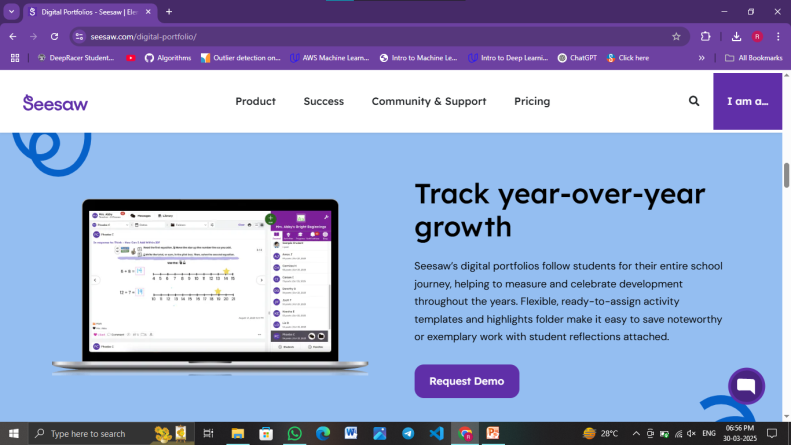 Digital Portfolios - Seesaw | Ele
seesaw.com/digital-portfolio/
DeepRacer Student...
Algorithms
Outlier detection on...
AWS Machine Learn...
Intro to Machine Le...
Intro to Deep Learni...
ChatGPT
Click here
All Bookmarks
Seesaw
Product
Success
Community & Support
Pricing
I am a...
Messages
Library
Track year-over-year
growth
Seesaw's digital portfolios follow students for their entire school
journey, helping to measure and celebrate development
throughout the years. Flexible, ready-to-assign activity
templates and highlights folder make it easy to save noteworthy
or exemplary work with student reflections attached.
Request Demo
Type here to search
28°C
ENG
06:56 PM
30-03-2025